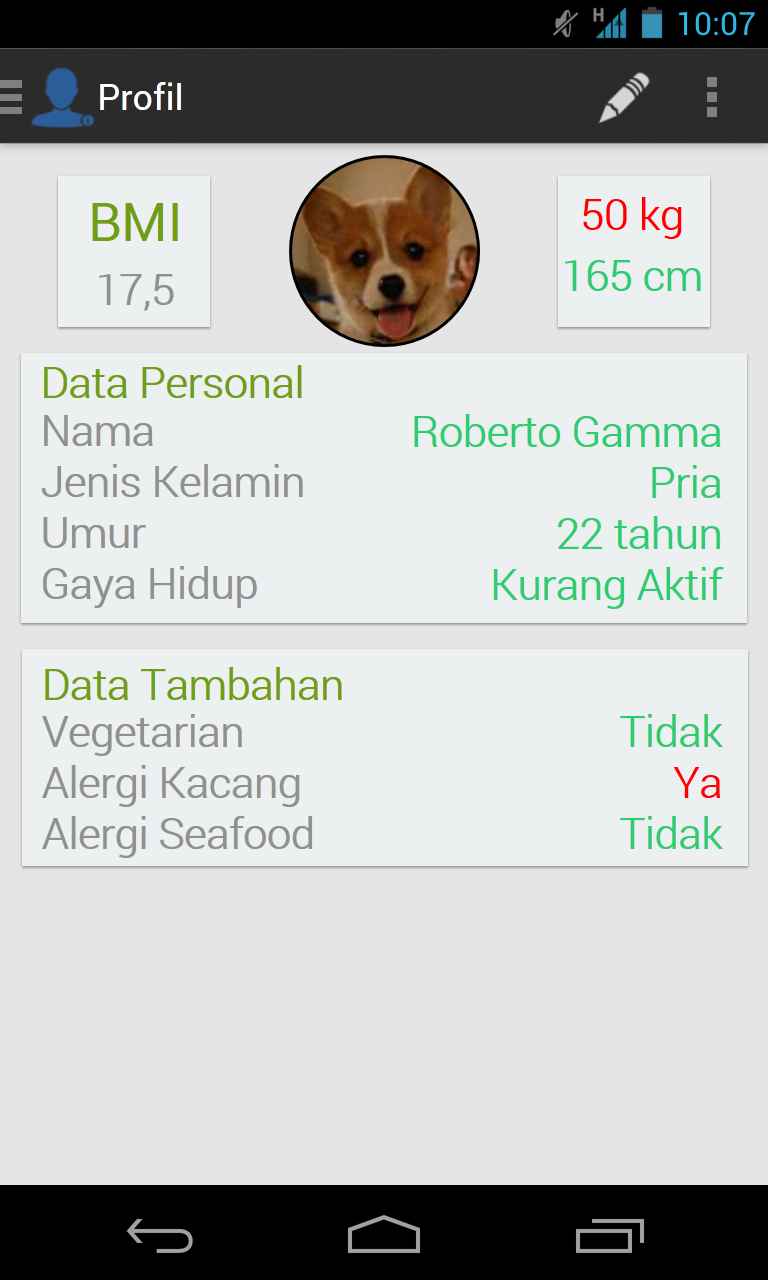 H 10:07
Profil
BMI
17,5
50 kg
165 cm
Data Personal
Nama Roberto Gamma
Jenis Kelamin Pria
Umur 22 tahun
Gaya Hidup Kurang Aktif
Data Tambahan
Vegetarian Tidak
Alergi Kacang Ya
Alergi Seafood Tidak